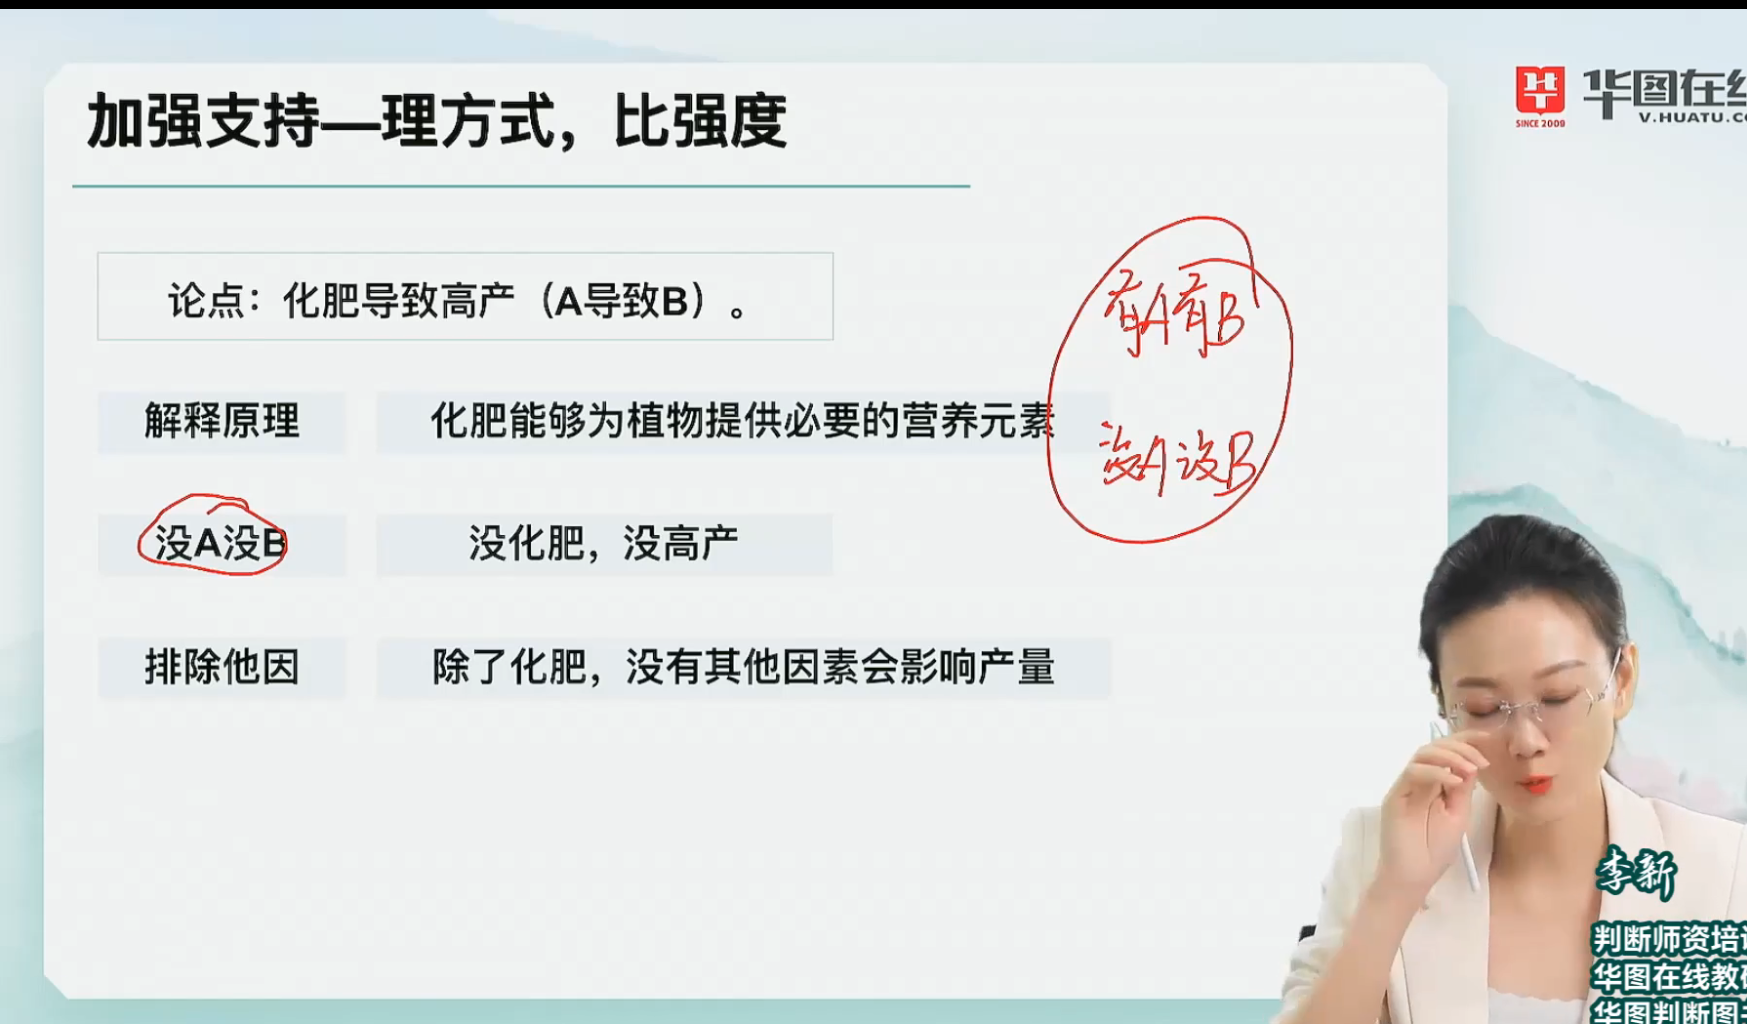 加强支持—理方式，比强度
华图在线
SINCE 2009
V.HUATU.CO
论点：化肥导致高产（A导致B）。
有A有B
解释原理 化肥能够为植物提供必要的营养元素
没A没B
没A没B 没化肥，没高产
排除他因 除了化肥，没有其他因素会影响产量
李新
判断师资培
华图在线教
华图判断图